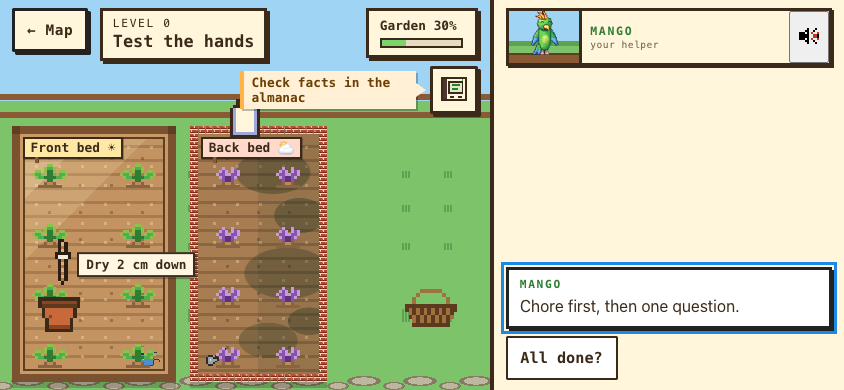 ← Map
LEVEL 0
Test the hands
Garden 30%
Check facts in the
almanac
Front bed ☀
Back bed ⛅
Dry 2 cm down
MANGO
your helper
MANGO
Chore first, then one question.
All done?